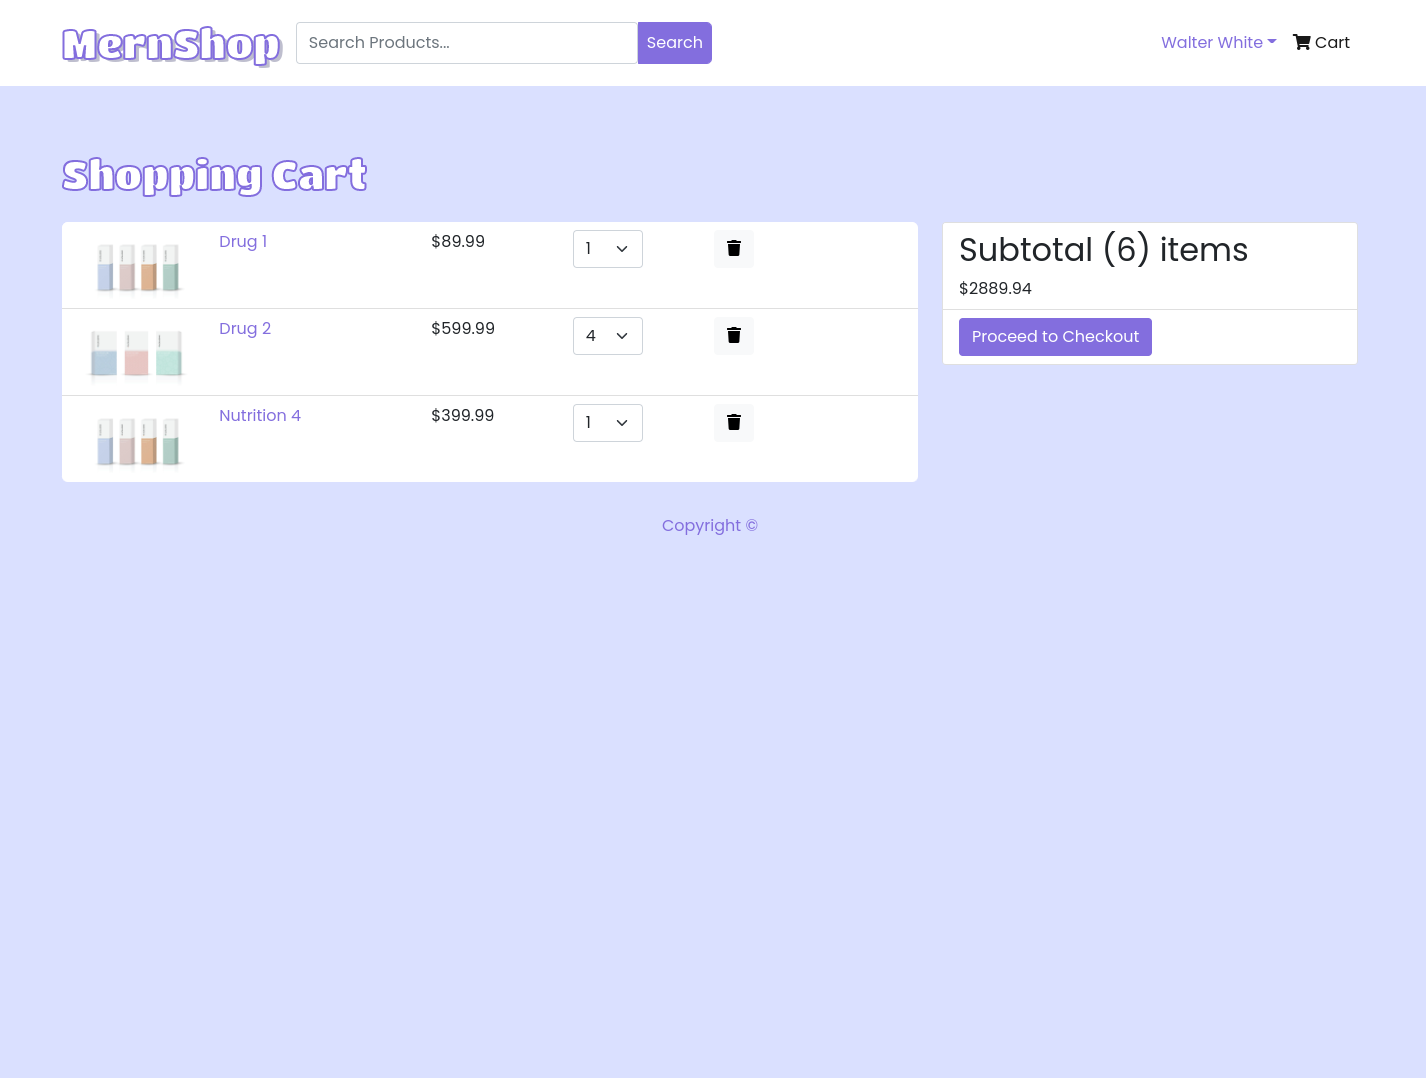 MernShop
Search Products...
Search
Walter White
Cart
Shopping Cart
Drug 1
$89.99
1
Drug 2
$599.99
4
Nutrition 4
$399.99
1
Subtotal (6) items
$2889.94
Proceed to Checkout
Copyright ©